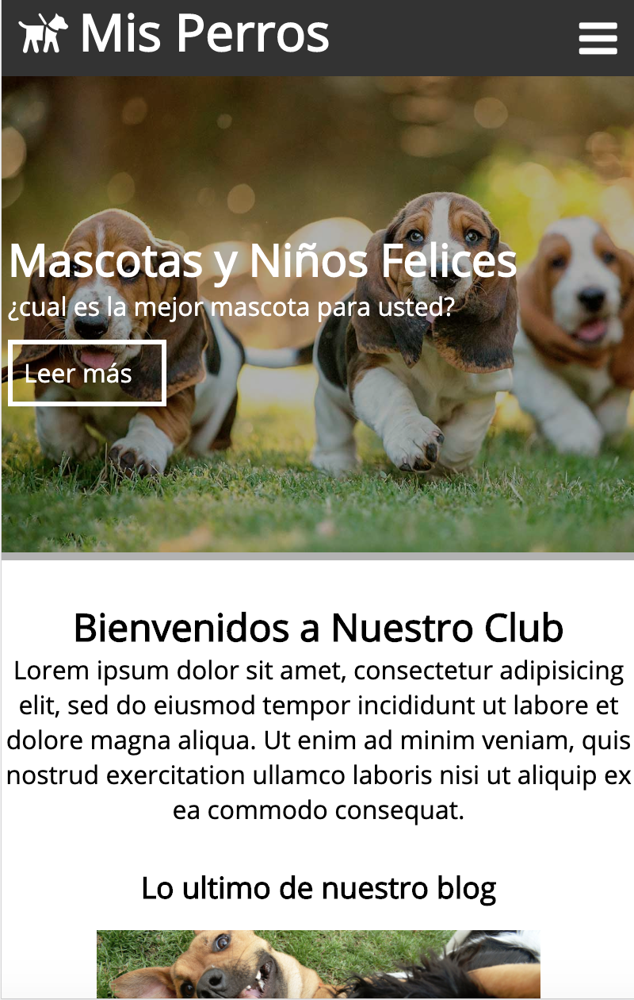 Mis Perros
Mascotas y Niños Felices
¿cual es la mejor mascota para usted?
Leer más
Bienvenidos a Nuestro Club
Lorem ipsum dolor sit amet, consectetur adipisicing
elit, sed do eiusmod tempor incididunt ut labore et
dolore magna aliqua. Ut enim ad minim veniam, quis
nostrud exercitation ullamco laboris nisi ut aliquip ex
ea commodo consequat.
Lo ultimo de nuestro blog